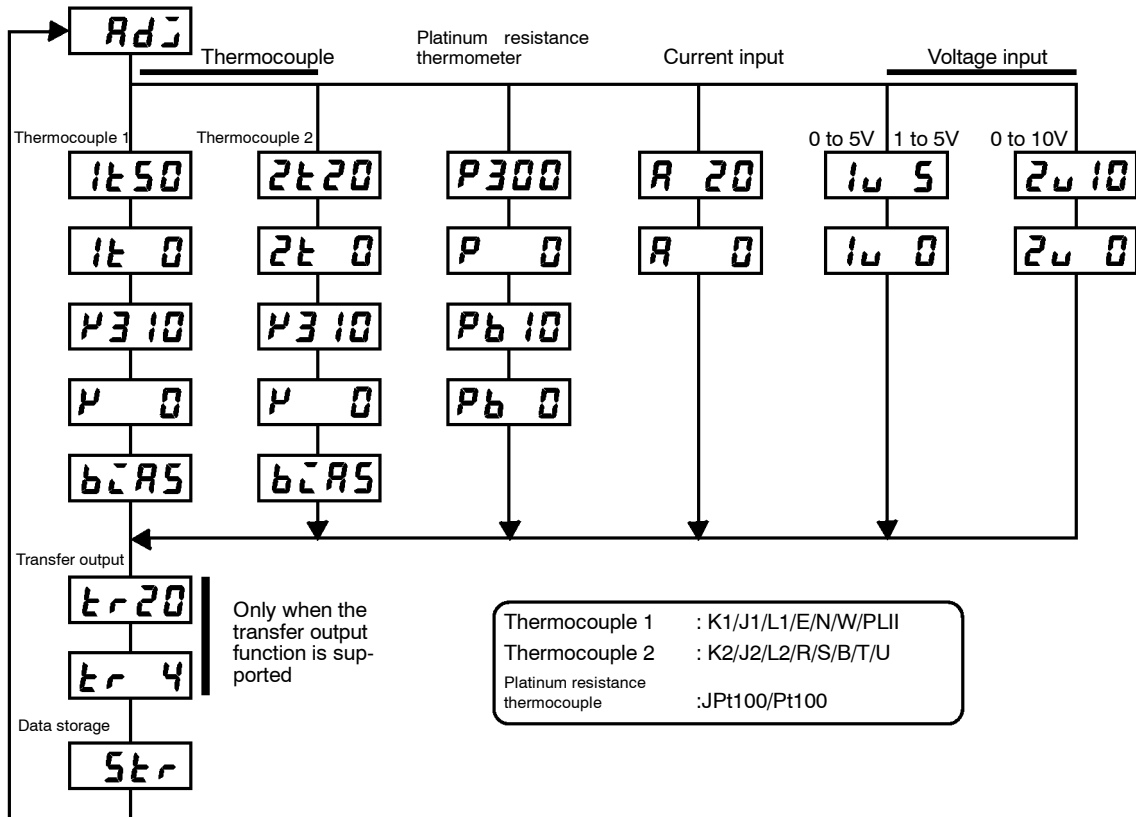 Adj
Thermocouple
Platinum resistance
thermometer
Current input
Voltage input
Thermocouple 1
Thermocouple 2
0 to 5V
1 to 5V
0 to 10V
1t50
2t20
P300
A 20
1u 5
2u10
1t 0
2t 0
P 0
A 0
1u 0
2u 0
Y310
Y310
Pb10
Y 0
Y 0
Pb 0
biAS
biAS
Transfer output
tr20
tr 4
Only when the
transfer output
function is sup-
ported
Data storage
Str
Thermocouple 1 : K1/J1/L1/E/N/W/PLII
Thermocouple 2 : K2/J2/L2/R/S/B/T/U
Platinum resistance
thermocouple :JPt100/Pt100